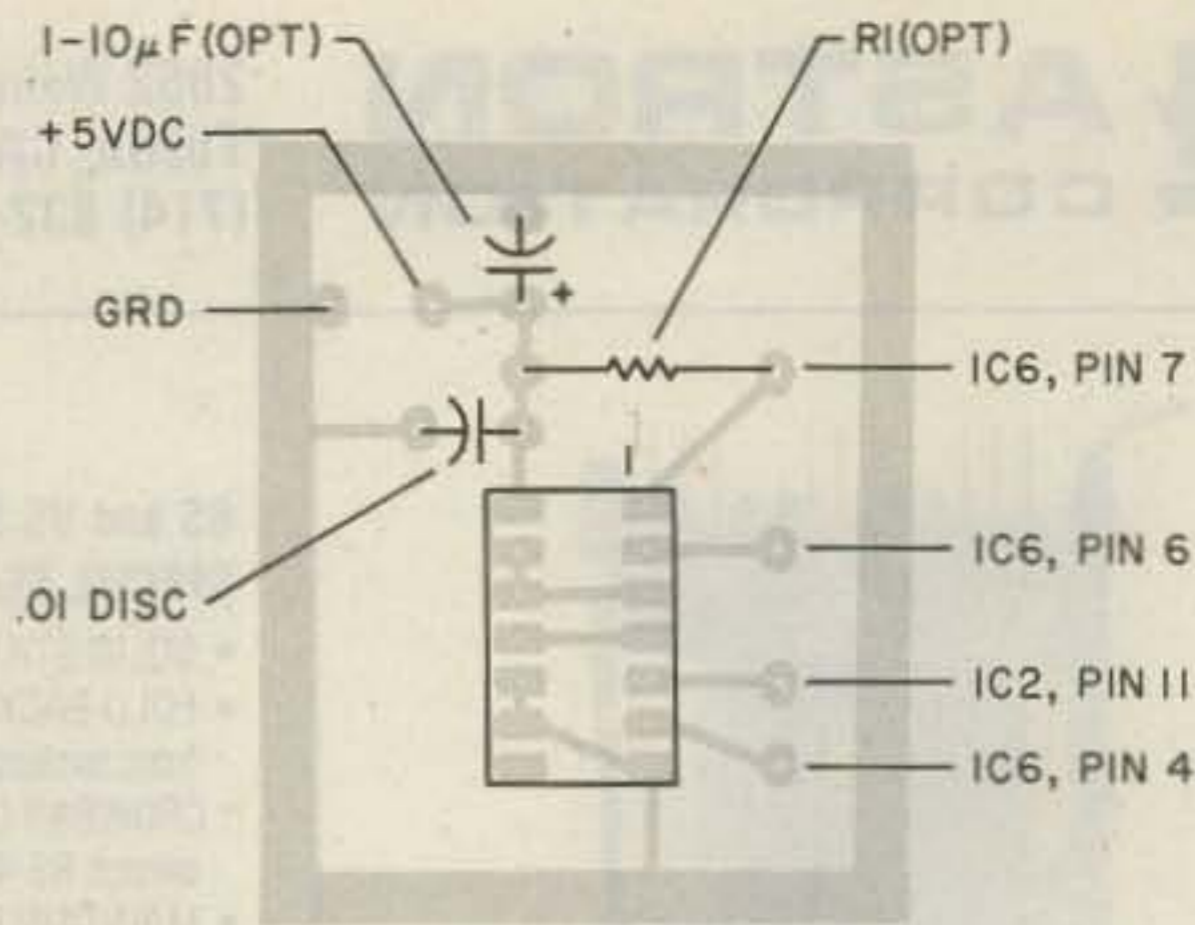 1-10µF(OPT)
R1(OPT)
+5VDC
+
GRD
IC6, PIN 7
1
IC6, PIN 6
.01 DISC
IC2, PIN 11
IC6, PIN 4